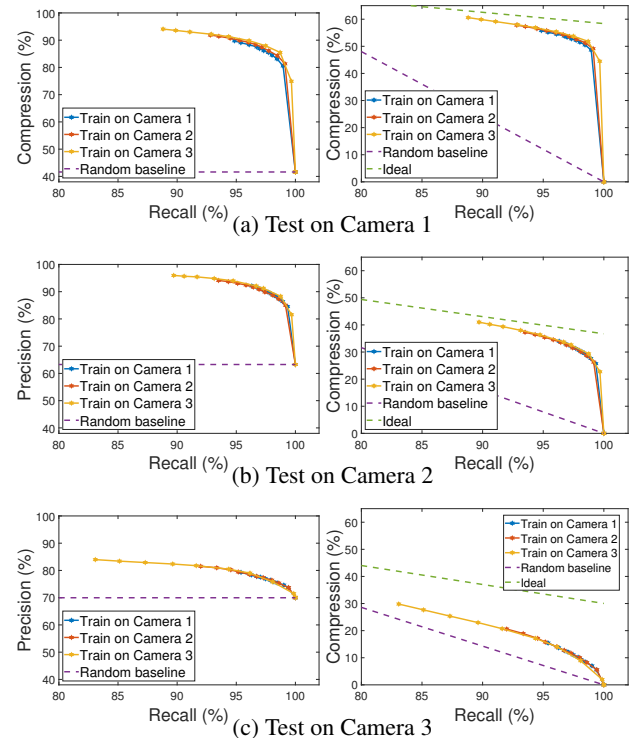 Compression (%)
100
90
80
70
60
50
40
80 85 90 95 100
Recall (%)
Train on Camera 1
Train on Camera 2
Train on Camera 3
Random baseline
Compression (%)
60
50
40
30
20
10
0
80 85 90 95 100
Recall (%)
Train on Camera 1
Train on Camera 2
Train on Camera 3
Random baseline
Ideal
(a) Test on Camera 1
Precision (%)
100
90
80
70
60
50
40
80 85 90 95 100
Recall (%)
Train on Camera 1
Train on Camera 2
Train on Camera 3
Random baseline
Compression (%)
60
50
40
30
20
10
0
80 85 90 95 100
Recall (%)
Train on Camera 1
Train on Camera 2
Train on Camera 3
Random baseline
Ideal
(b) Test on Camera 2
Precision (%)
100
90
80
70
60
50
40
80 85 90 95 100
Recall (%)
Train on Camera 1
Train on Camera 2
Train on Camera 3
Random baseline
Compression (%)
60
50
40
30
20
10
0
80 85 90 95 100
Recall (%)
Train on Camera 1
Train on Camera 2
Train on Camera 3
Random baseline
Ideal
(c) Test on Camera 3